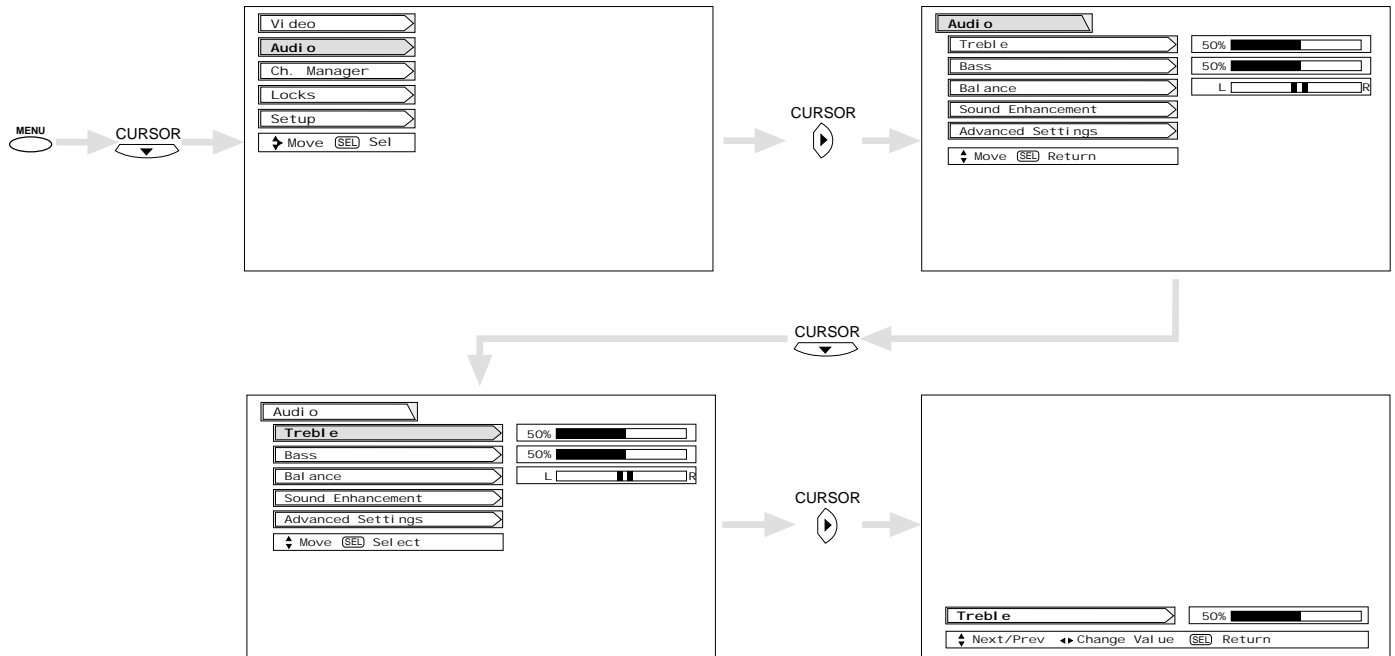 MENU
CURSOR
Video
Audio
Ch. Manager
Locks
Setup
Move SEL Sel
CURSOR
Audio
Treble 50%
Bass 50%
Balance L R
Sound Enhancement
Advanced Settings
Move SEL Return
CURSOR
Audio
Treble 50%
Bass 50%
Balance L R
Sound Enhancement
Advanced Settings
Move SEL Select
CURSOR
Treble 50%
Next/Prev Change Value SEL Return